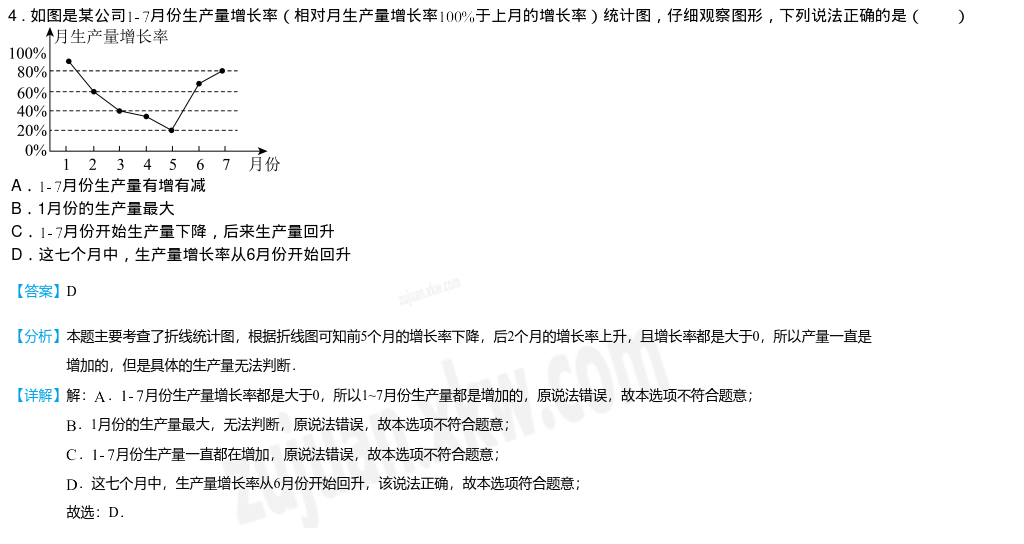 4．如图是某公司1-7月份生产量增长率（相对月生产量增长率100%于上月的增长率）统计图，仔细观察图形，下列说法正确的是（　　）
月生产量增长率
100%
80%
60%
40%
20%
0%
1 2 3 4 5 6 7 月份
A．1-7月份生产量有增有减
B．1月份的生产量最大
C．1-7月份开始生产量下降，后来生产量回升
D．这七个月中，生产量增长率从6月份开始回升
zujuan.xkw.com
【答案】D
【分析】本题主要考查了折线统计图，根据折线图可知前5个月的增长率下降，后2个月的增长率上升，且增长率都是大于0，所以产量一直是
增加的，但是具体的生产量无法判断．
【详解】解：A．1-7月份生产量增长率都是大于0，所以1~7月份生产量都是增加的，原说法错误，故本选项不符合题意；
B．1月份的生产量最大，无法判断，原说法错误，故本选项不符合题意；
C．1-7月份生产量一直都在增加，原说法错误，故本选项不符合题意；
D．这七个月中，生产量增长率从6月份开始回升，该说法正确，故本选项符合题意；
故选：D．
zujuan.xkw.com